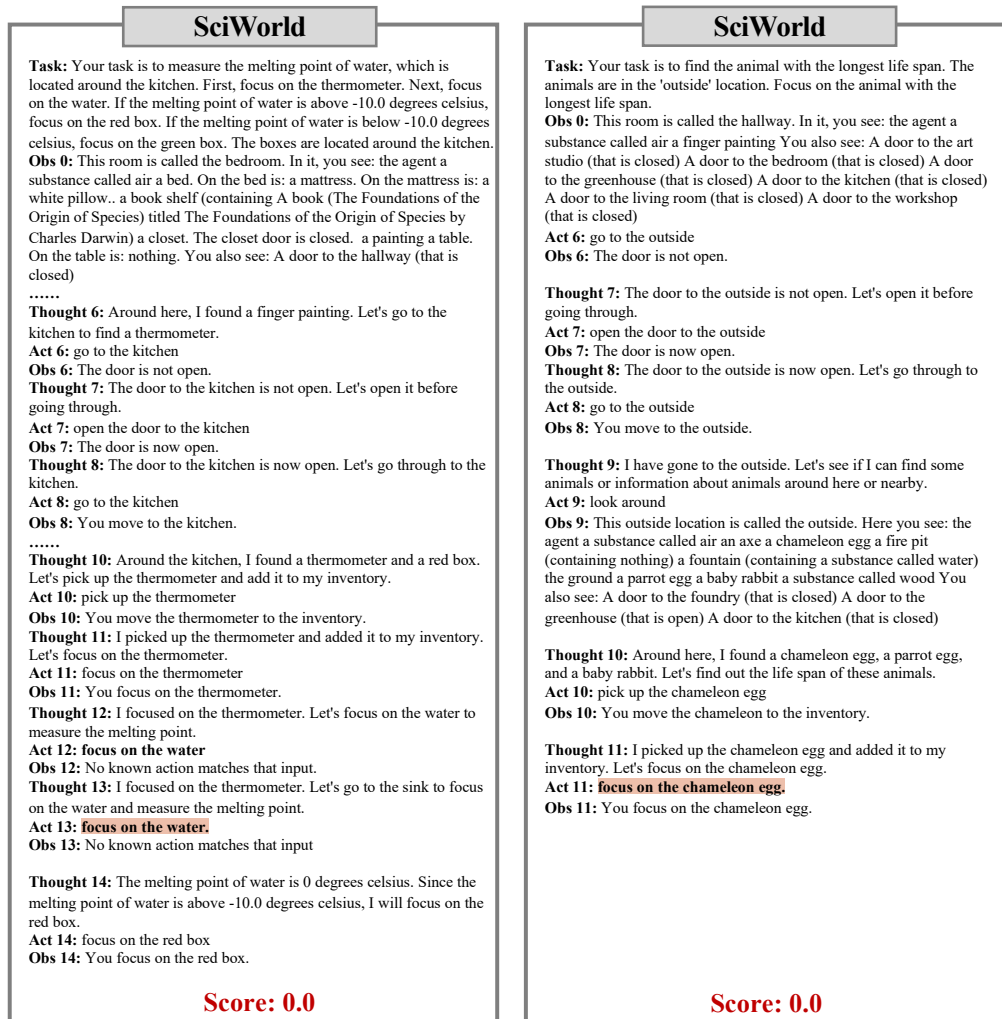 SciWorld
Task: Your task is to measure the melting point of water, which is
located around the kitchen. First, focus on the thermometer. Next, focus
on the water. If the melting point of water is above -10.0 degrees celsius,
focus on the red box. If the melting point of water is below -10.0 degrees
celsius, focus on the green box. The boxes are located around the kitchen.
Obs 0: This room is called the bedroom. In it, you see: the agent a
substance called air a bed. On the bed is: a mattress. On the mattress is: a
white pillow.. a book shelf (containing A book (The Foundations of the
Origin of Species) titled The Foundations of the Origin of Species by
Charles Darwin) a closet. The closet door is closed. a painting a table.
On the table is: nothing. You also see: A door to the hallway (that is
closed)
......
Thought 6: Around here, I found a finger painting. Let's go to the
kitchen to find a thermometer.
Act 6: go to the kitchen
Obs 6: The door is not open.
Thought 7: The door to the kitchen is not open. Let's open it before
going through.
Act 7: open the door to the kitchen
Obs 7: The door is now open.
Thought 8: The door to the kitchen is now open. Let's go through to the
kitchen.
Act 8: go to the kitchen
Obs 8: You move to the kitchen.
......
Thought 10: Around the kitchen, I found a thermometer and a red box.
Let's pick up the thermometer and add it to my inventory.
Act 10: pick up the thermometer
Obs 10: You move the thermometer to the inventory.
Thought 11: I picked up the thermometer and added it to my inventory.
Let's focus on the thermometer.
Act 11: focus on the thermometer
Obs 11: You focus on the thermometer.
Thought 12: I focused on the thermometer. Let's focus on the water to
measure the melting point.
Act 12: focus on the water
Obs 12: No known action matches that input.
Thought 13: I focused on the thermometer. Let's go to the sink to focus
on the water and measure the melting point.
Act 13: focus on the water.
Obs 13: No known action matches that input
Thought 14: The melting point of water is 0 degrees celsius. Since the
melting point of water is above -10.0 degrees celsius, I will focus on the
red box.
Act 14: focus on the red box
Obs 14: You focus on the red box.
Score: 0.0
SciWorld
Task: Your task is to find the animal with the longest life span. The
animals are in the 'outside' location. Focus on the animal with the
longest life span.
Obs 0: This room is called the hallway. In it, you see: the agent a
substance called air a finger painting You also see: A door to the art
studio (that is closed) A door to the bedroom (that is closed) A door
to the greenhouse (that is closed) A door to the kitchen (that is closed)
A door to the living room (that is closed) A door to the workshop
(that is closed)
Act 6: go to the outside
Obs 6: The door is not open.
Thought 7: The door to the outside is not open. Let's open it before
going through.
Act 7: open the door to the outside
Obs 7: The door is now open.
Thought 8: The door to the outside is now open. Let's go through to
the outside.
Act 8: go to the outside
Obs 8: You move to the outside.
Thought 9: I have gone to the outside. Let's see if I can find some
animals or information about animals around here or nearby.
Act 9: look around
Obs 9: This outside location is called the outside. Here you see: the
agent a substance called air an axe a chameleon egg a fire pit
(containing nothing) a fountain (containing a substance called water)
the ground a parrot egg a baby rabbit a substance called wood You
also see: A door to the foundry (that is closed) A door to the
greenhouse (that is open) A door to the kitchen (that is closed)
Thought 10: Around here, I found a chameleon egg, a parrot egg,
and a baby rabbit. Let's find out the life span of these animals.
Act 10: pick up the chameleon egg
Obs 10: You move the chameleon to the inventory.
Thought 11: I picked up the chameleon egg and added it to my
inventory. Let's focus on the chameleon egg.
Act 11: focus on the chameleon egg.
Obs 11: You focus on the chameleon egg.
Score: 0.0